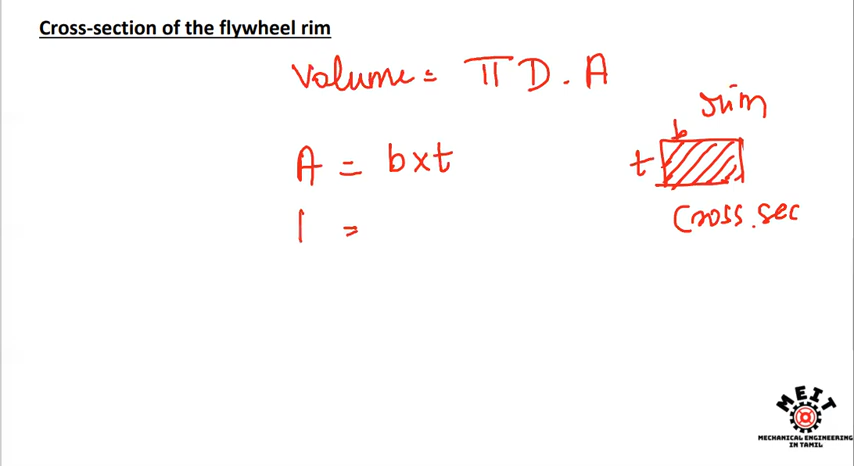 Cross-section of the flywheel rim
Volume = π D . A
rim
b
A = b x t
t
Cross. sec
l =
MEIT
MECHANICAL ENGINEERING
IN TAMIL